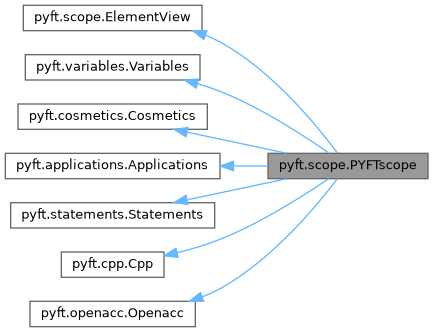 pyft.scope.ElementView
pyft.variables.Variables
pyft.cosmetics.Cosmetics
pyft.applications.Applications
pyft.scope.PYFTscope
pyft.statements.Statements
pyft.cpp.Cpp
pyft.openacc.Openacc